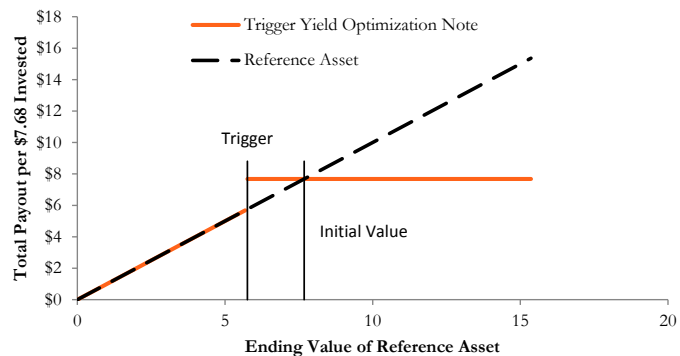 $18
$16
$14
$12
$10
$8
$6
$4
$2
$0
Total Payout per $7.68 Invested
Trigger Yield Optimization Note
Reference Asset
Trigger
Initial Value
0
5
10
15
20
Ending Value of Reference Asset